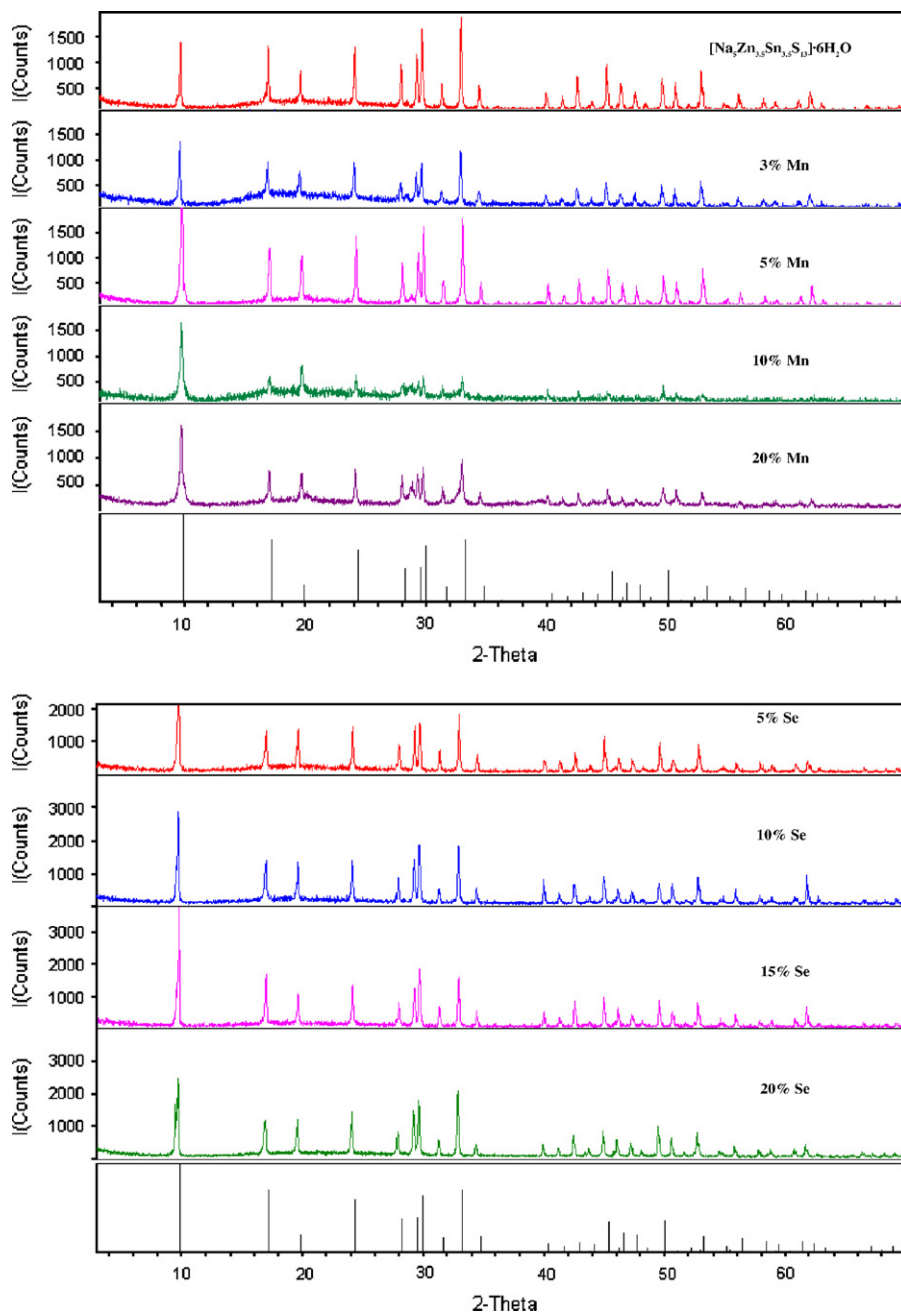 I(Counts)
1500
1000
500
[Na₅Zn₃.₅Sn₃.₅S₁₃]·6H₂O
I(Counts)
1500
1000
500
3% Mn
I(Counts)
1500
1000
500
5% Mn
I(Counts)
1500
1000
500
10% Mn
I(Counts)
1500
1000
500
20% Mn
10 20 30 40 50 60
2-Theta
I(Counts)
2000
1000
5% Se
I(Counts)
3000
2000
1000
10% Se
I(Counts)
3000
2000
1000
15% Se
I(Counts)
3000
2000
1000
20% Se
10 20 30 40 50 60
2-Theta